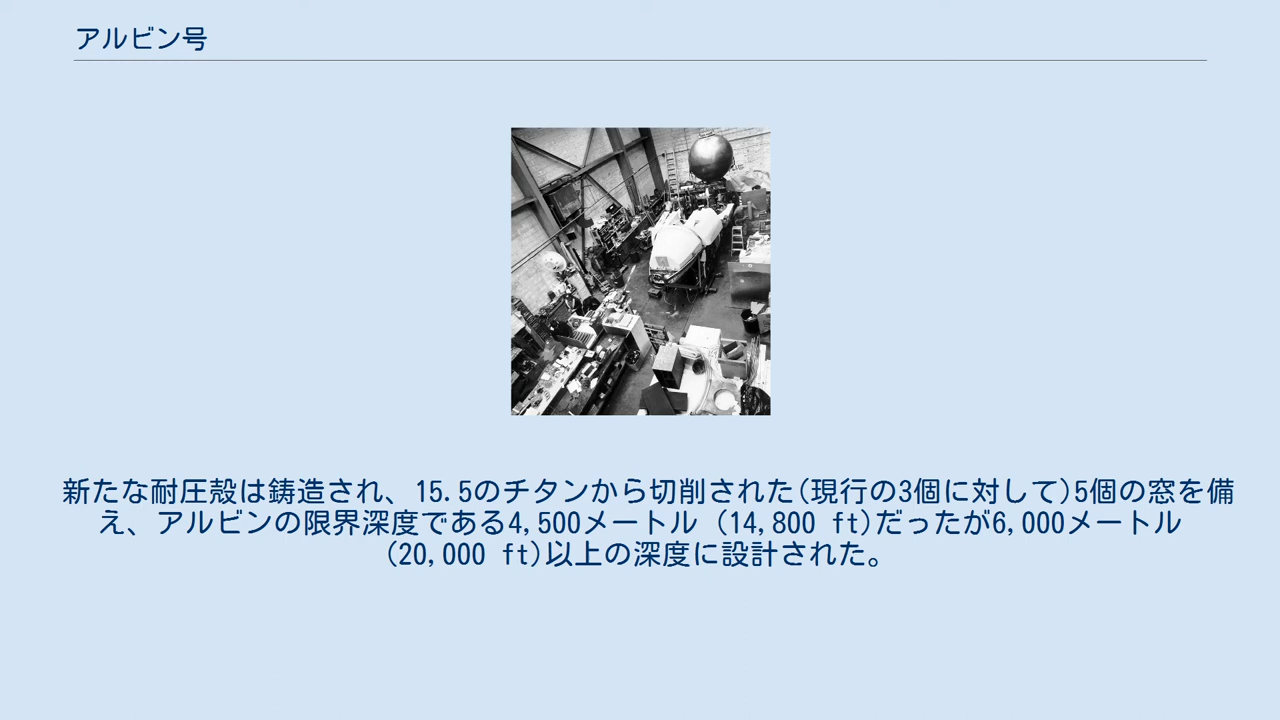 アルビン号
新たな耐圧殻は鋳造され、15.5のチタンから切削された(現行の3個に対して)5個の窓を備
え、アルビンの限界深度である4,500メートル (14,800 ft)だったが6,000メートル
(20,000 ft)以上の深度に設計された。